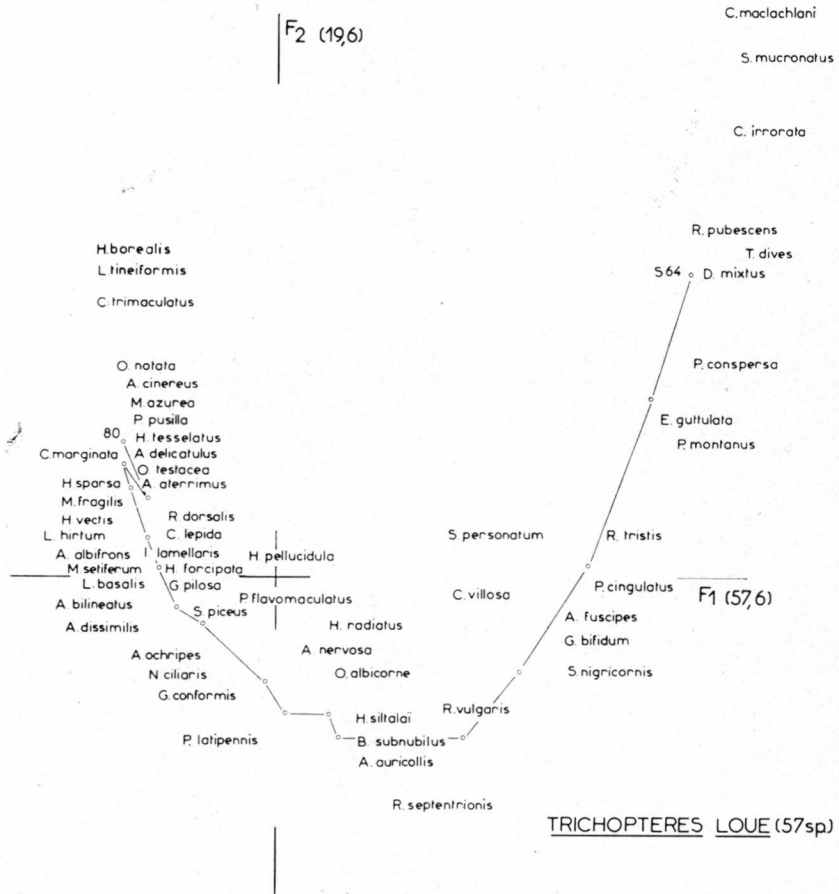 C. maclachlani
F2 (19,6)
S. mucronatus
C. irrorata
R. pubescens
H. borealis
T. dives
L. tineiformis
S64 D. mixtus
C. trimaculatus
O. notata
P. conspersa
A. cinereus
M. azurea
P. pusilla
E. guttulata
80
H. tesselatus
P. montanus
C. marginata
A. delicatulus
O. testacea
H. sparsa
A. aterrimus
M. fragilis
H. vectis
R. dorsalis
L. hirtum
C. lepida
S. personatum
R. tristis
A. albifrons
I. lamellaris
H. pellucidula
M. setiferum
H. forcipata
L. basalis
G. pilosa
P. cingulatus
F1 (57,6)
A. bilineatus
S. piceus
P. flavomaculatus
C. villosa
A. dissimilis
H. radiatus
A. fuscipes
G. bifidum
A. ochripes
A. nervosa
N. ciliaris
O. albicorne
S. nigricornis
G. conformis
R. vulgaris
H. siltalaï
P. latipennis
B. subnubilus
A. auricollis
R. septentrionis
TRICHOPTERES LOUE (57sp)